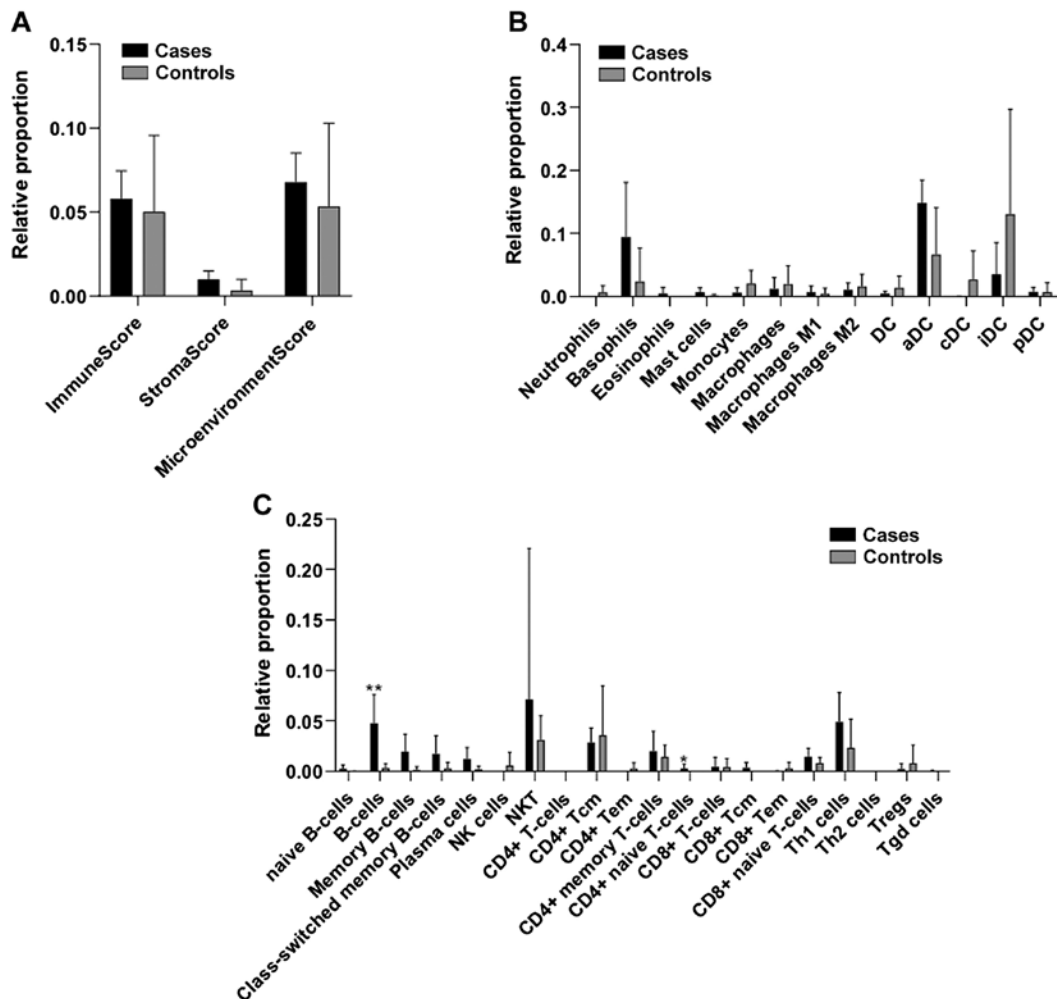 A
Relative proportion
0.15
0.10
0.05
0.00
Cases
Controls
ImmuneScore
StromaScore
MicroenvironmentScore
B
Relative proportion
0.4
0.3
0.2
0.1
0.0
Cases
Controls
Neutrophils
Basophils
Eosinophils
Mast cells
Monocytes
Macrophages
Macrophages M1
Macrophages M2
DC
aDC
cDC
iDC
pDC
C
Relative proportion
0.25
0.20
0.15
0.10
0.05
0.00
Cases
Controls
**
*
naive B-cells
B-cells
Memory B-cells
Class-switched memory B-cells
Plasma cells
NK cells
NKT
CD4+ T-cells
CD4+ Tcm
CD4+ Tem
CD4+ memory T-cells
CD4+ naive T-cells
CD8+ T-cells
CD8+ Tcm
CD8+ Tem
CD8+ naive T-cells
Th1 cells
Th2 cells
Tregs
Tgd cells